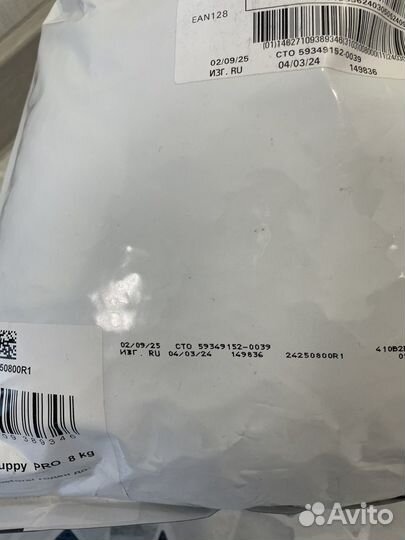 EAN128
02/09/25 СТО 59349152-0039
ИЗГ. RU 04/03/24 149836
02/09/25 СТО 59349152-0039
ИЗГ. RU 04/03/24 149836 24250800R1
50800R1
uppy PRO 8 kg
Avito